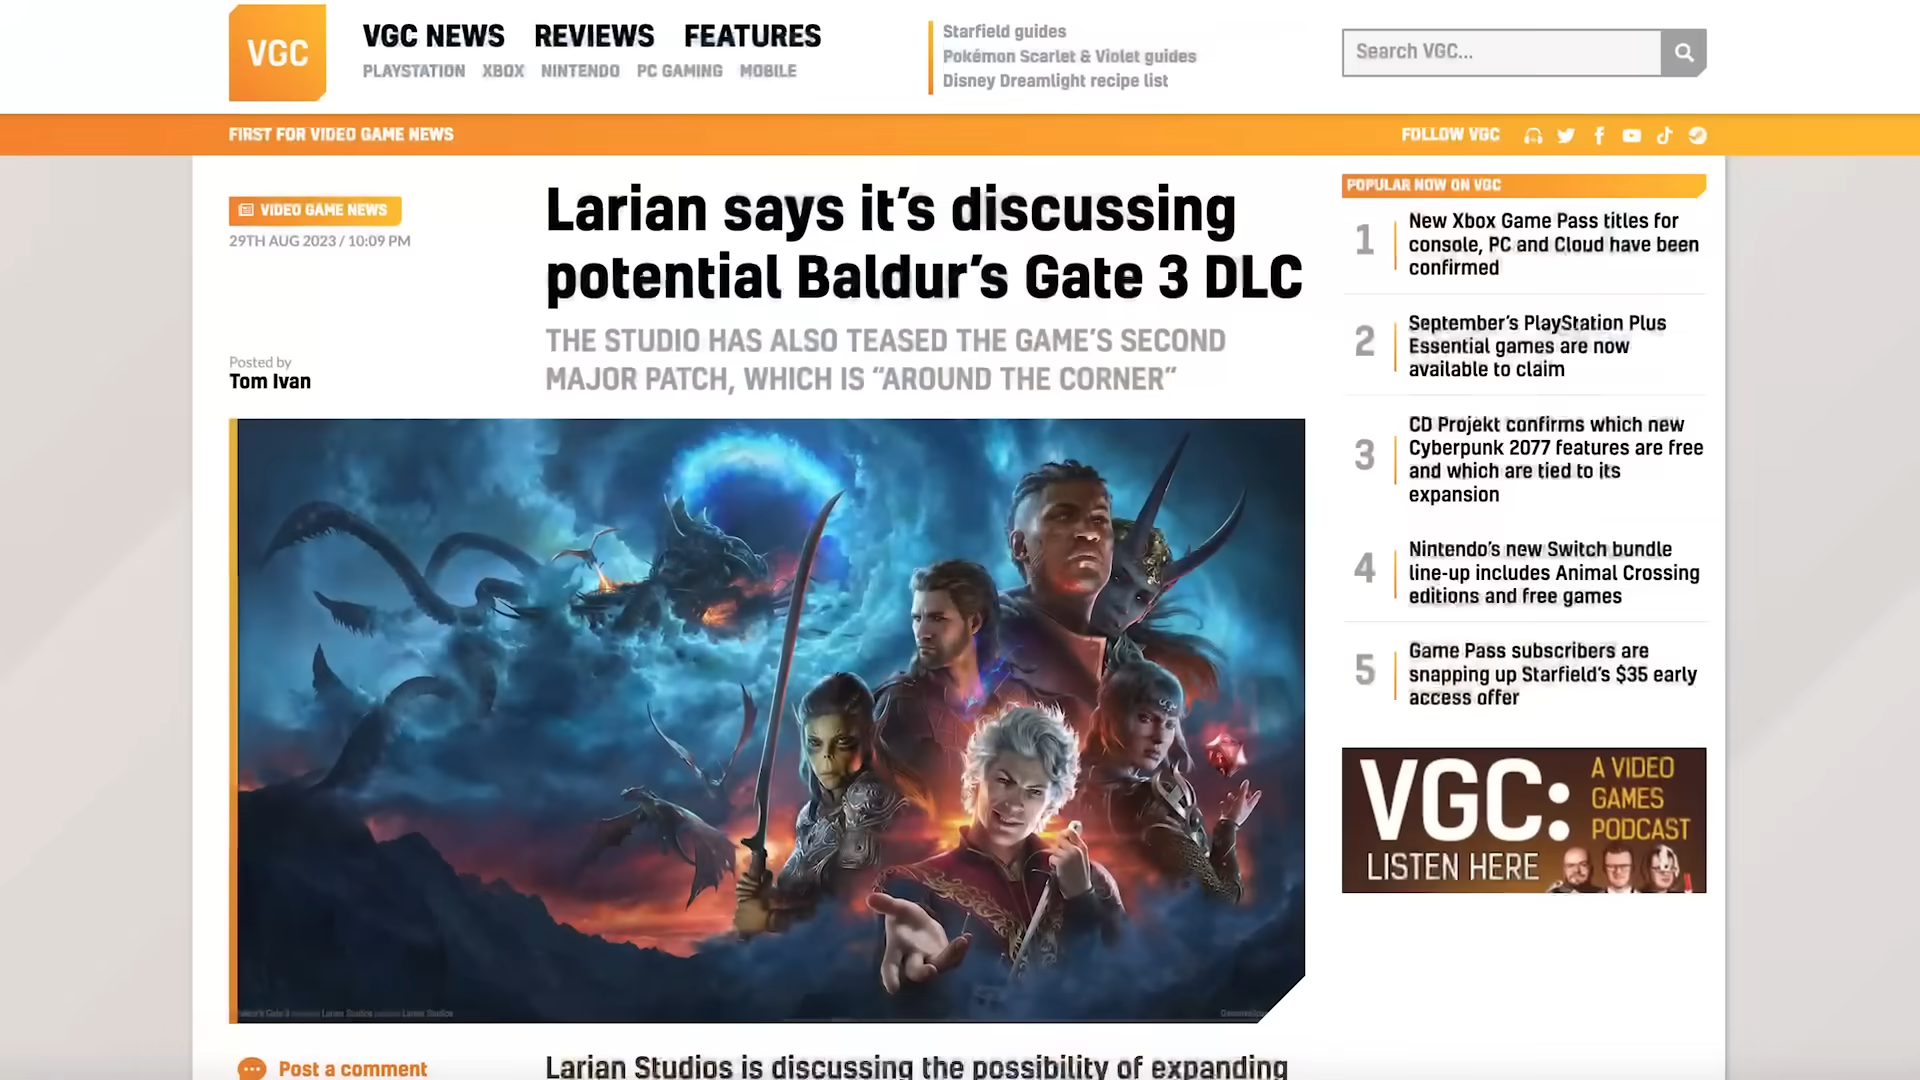 VGC
VGC NEWS REVIEWS FEATURES
PLAYSTATION XBOX NINTENDO PC GAMING MOBILE
Starfield guides
Pokémon Scarlet & Violet guides
Disney Dreamlight recipe list
Search VGC...
FIRST FOR VIDEO GAME NEWS
FOLLOW VGC
VIDEO GAME NEWS
29TH AUG 2023 / 10:09 PM
Posted by
Tom Ivan
Larian says it’s discussing
potential Baldur’s Gate 3 DLC
THE STUDIO HAS ALSO TEASED THE GAME’S SECOND
MAJOR PATCH, WHICH IS “AROUND THE CORNER”
Larian Studios Larian Studios
Post a comment
Larian Studios is discussing the possibility of expanding
POPULAR NOW ON VGC
1
New Xbox Game Pass titles for
console, PC and Cloud have been
confirmed
2
September’s PlayStation Plus
Essential games are now
available to claim
3
CD Projekt confirms which new
Cyberpunk 2077 features are free
and which are tied to its
expansion
4
Nintendo’s new Switch bundle
line-up includes Animal Crossing
editions and free games
5
Game Pass subscribers are
snapping up Starfield’s $35 early
access offer
VGC:
A VIDEO
GAMES
PODCAST
LISTEN HERE